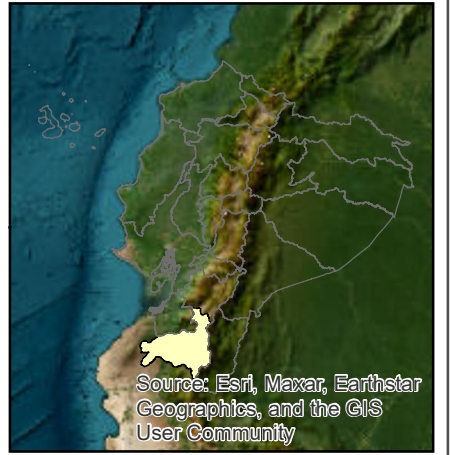 Source: Esri, Maxar, Earthstar
Geographics, and the GIS
User Community